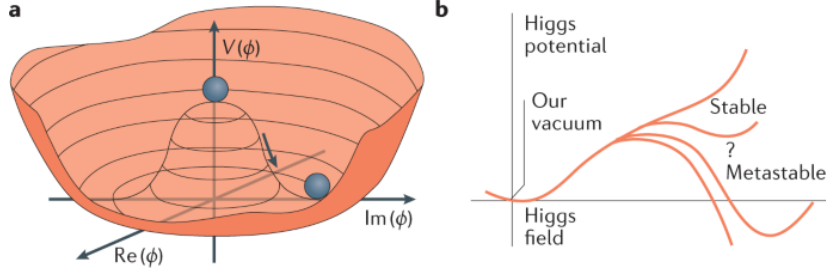 a
V(ϕ)
Im(ϕ)
Re(ϕ)
b
Higgs
potential
Our
vacuum
Stable
?
Metastable
Higgs
field